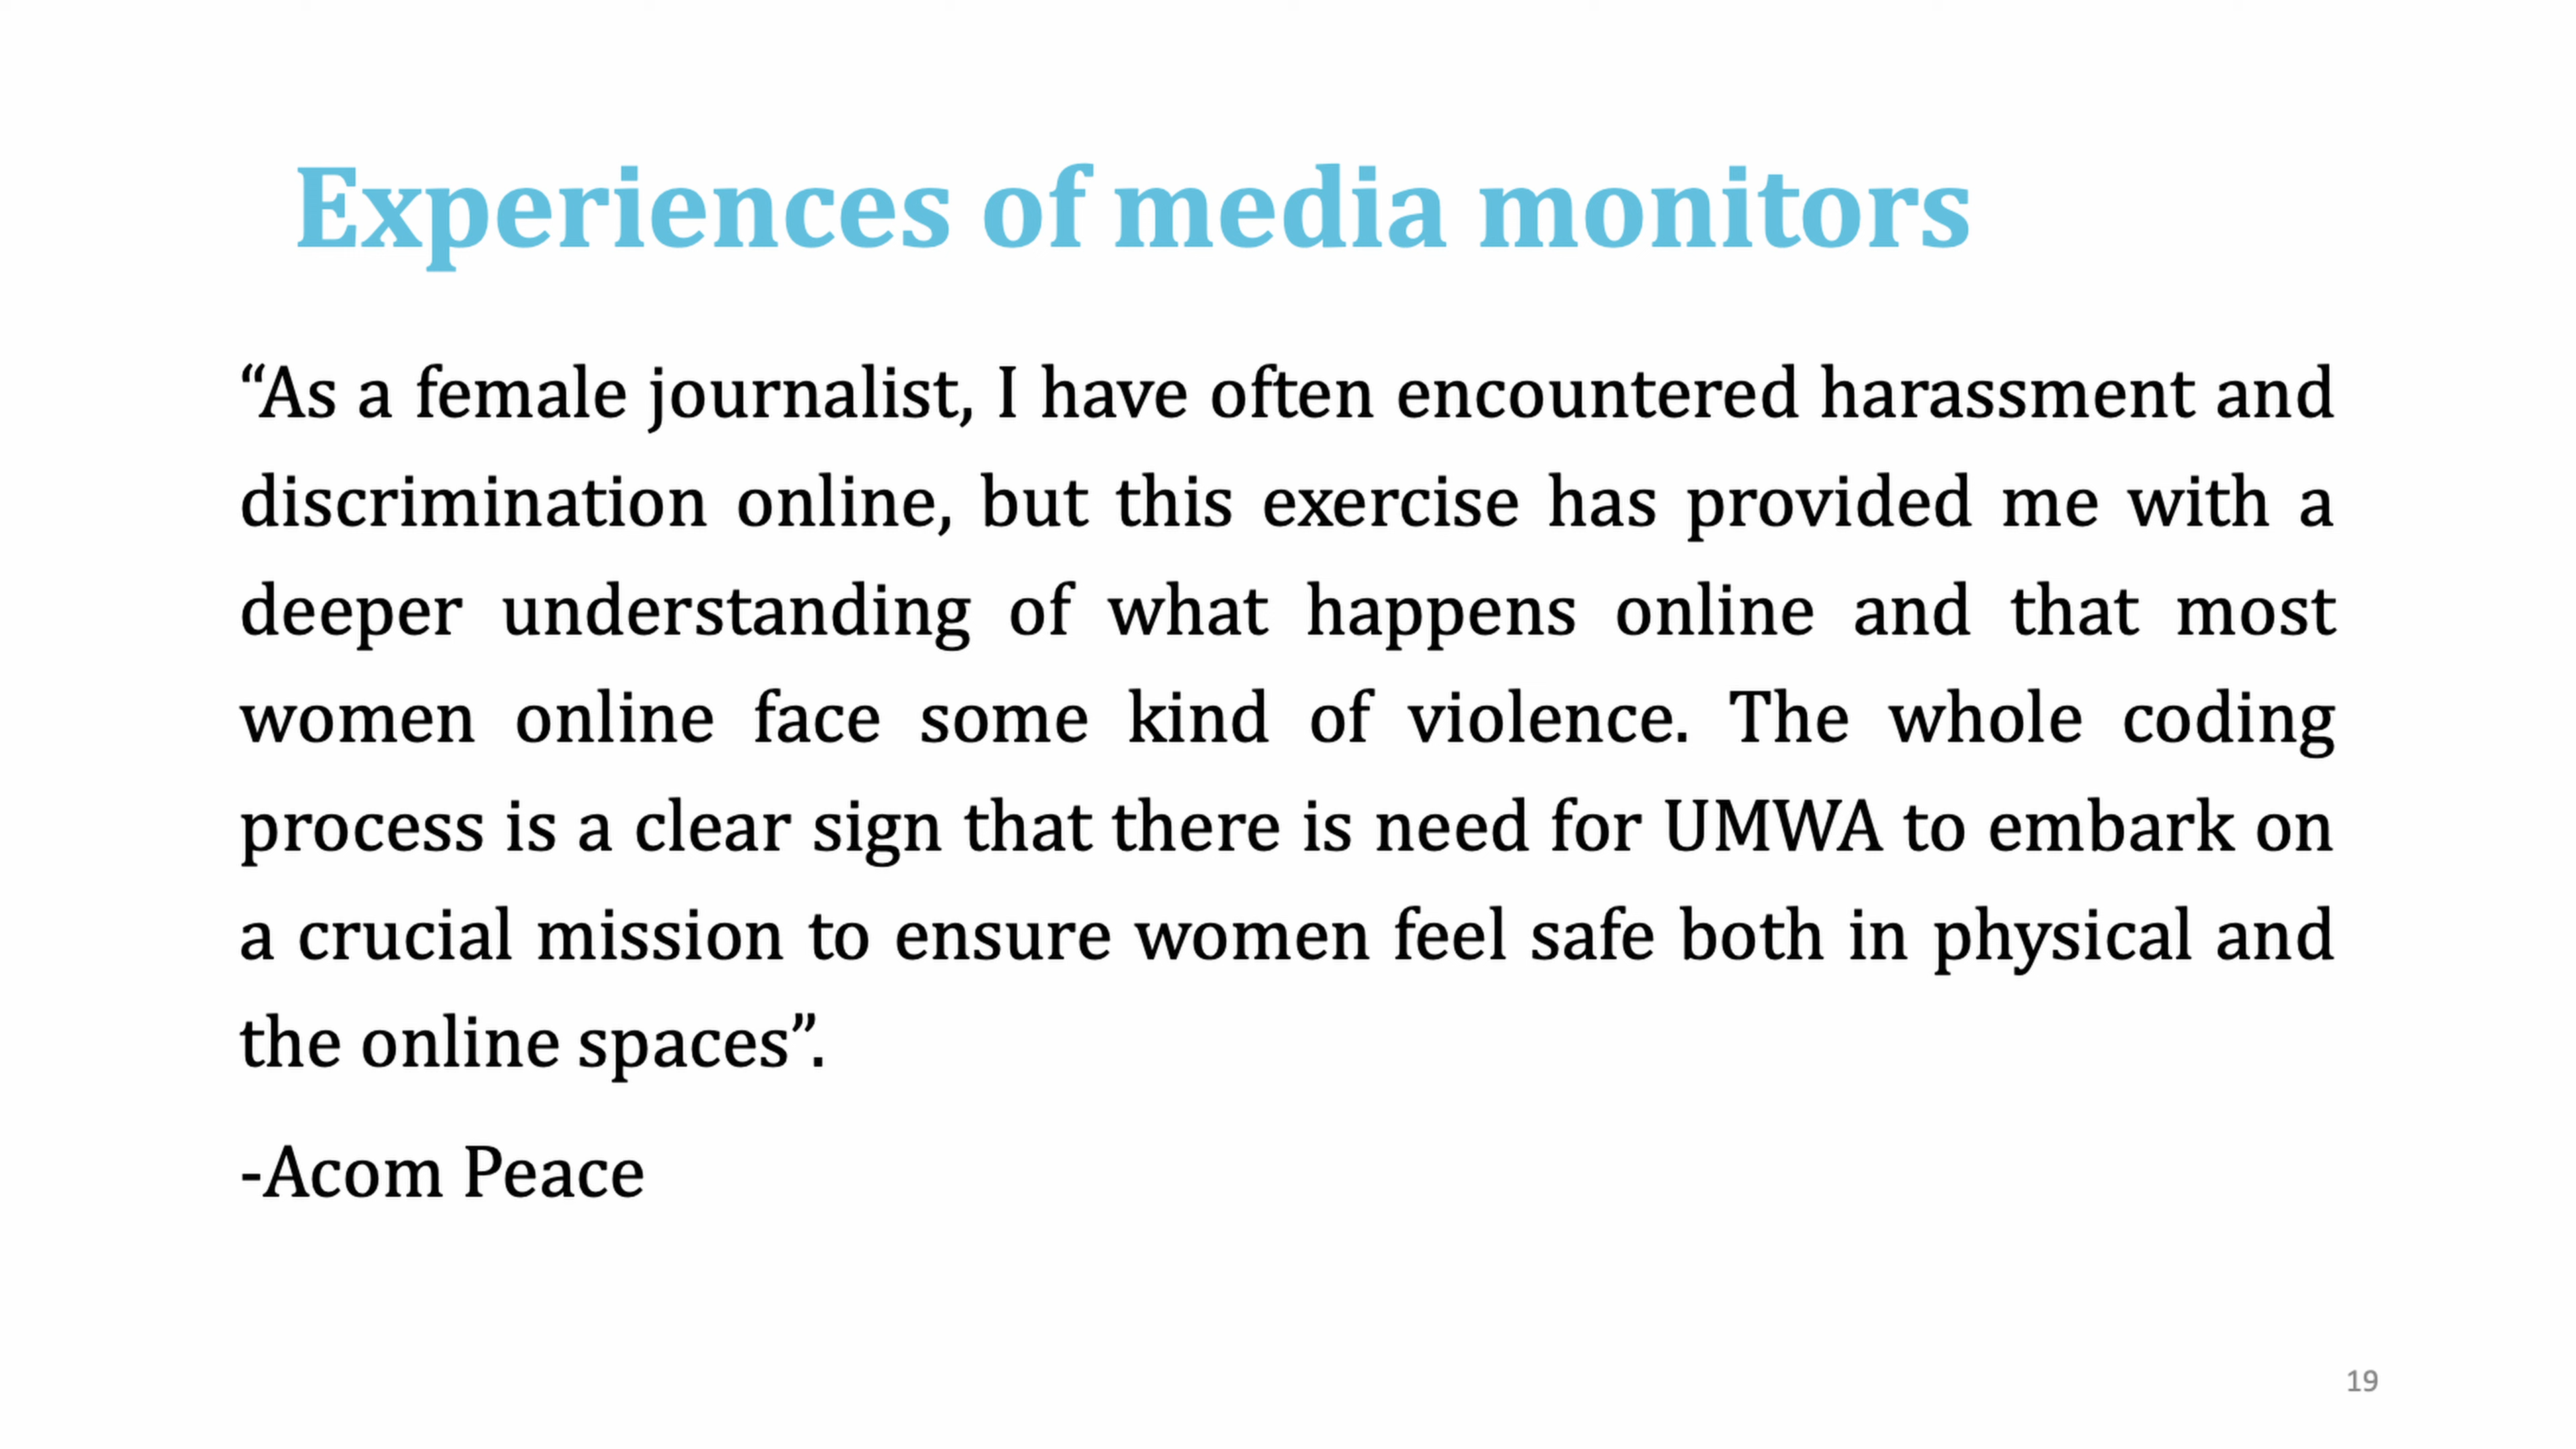 Experiences of media monitors
“As a female journalist, I have often encountered harassment and
discrimination online, but this exercise has provided me with a
deeper understanding of what happens online and that most
women online face some kind of violence. The whole coding
process is a clear sign that there is need for UMWA to embark on
a crucial mission to ensure women feel safe both in physical and
the online spaces”.
-Acom Peace
19